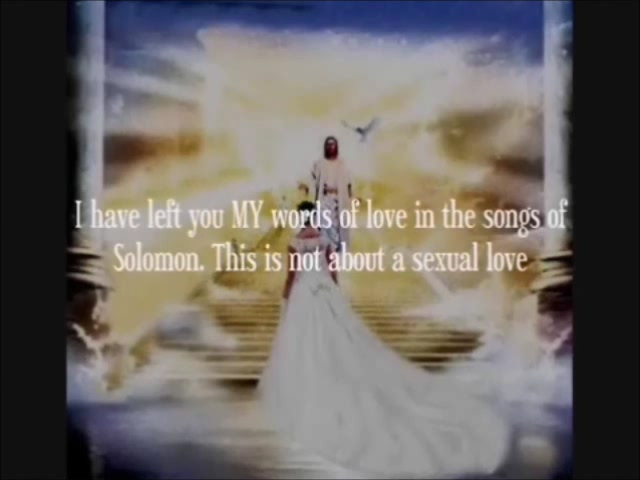 I have left you MY words of love in the songs of
Solomon. This is not about a sexual love